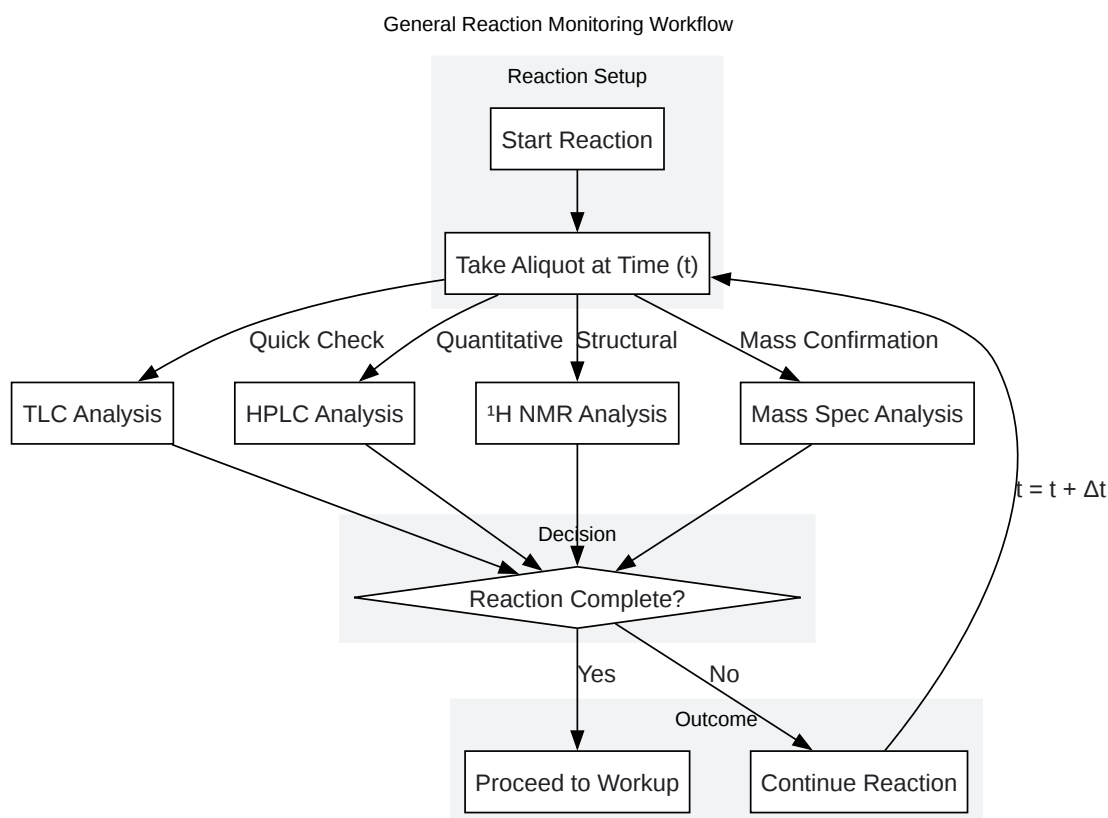 General Reaction Monitoring Workflow
Reaction Setup
Start Reaction
Take Aliquot at Time (t)
Quick Check
Quantitative
Structural
Mass Confirmation
TLC Analysis
HPLC Analysis
¹H NMR Analysis
Mass Spec Analysis
t = t + Δt
Decision
Reaction Complete?
Yes
No
Outcome
Proceed to Workup
Continue Reaction